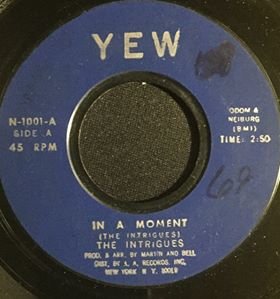 YEW
N-1001-A
SIDE A
45 RPM
ODOM &
NEIBURG
(BMI)
TIME: 2:50
69
IN A MOMENT
(THE INTRIGUES)
THE INTRIGUES
PROD. & ARR. BY MARTIN AND BELL
DIST. BY A. A. RECORDS, INC.
NEW YORK N Y. 10019